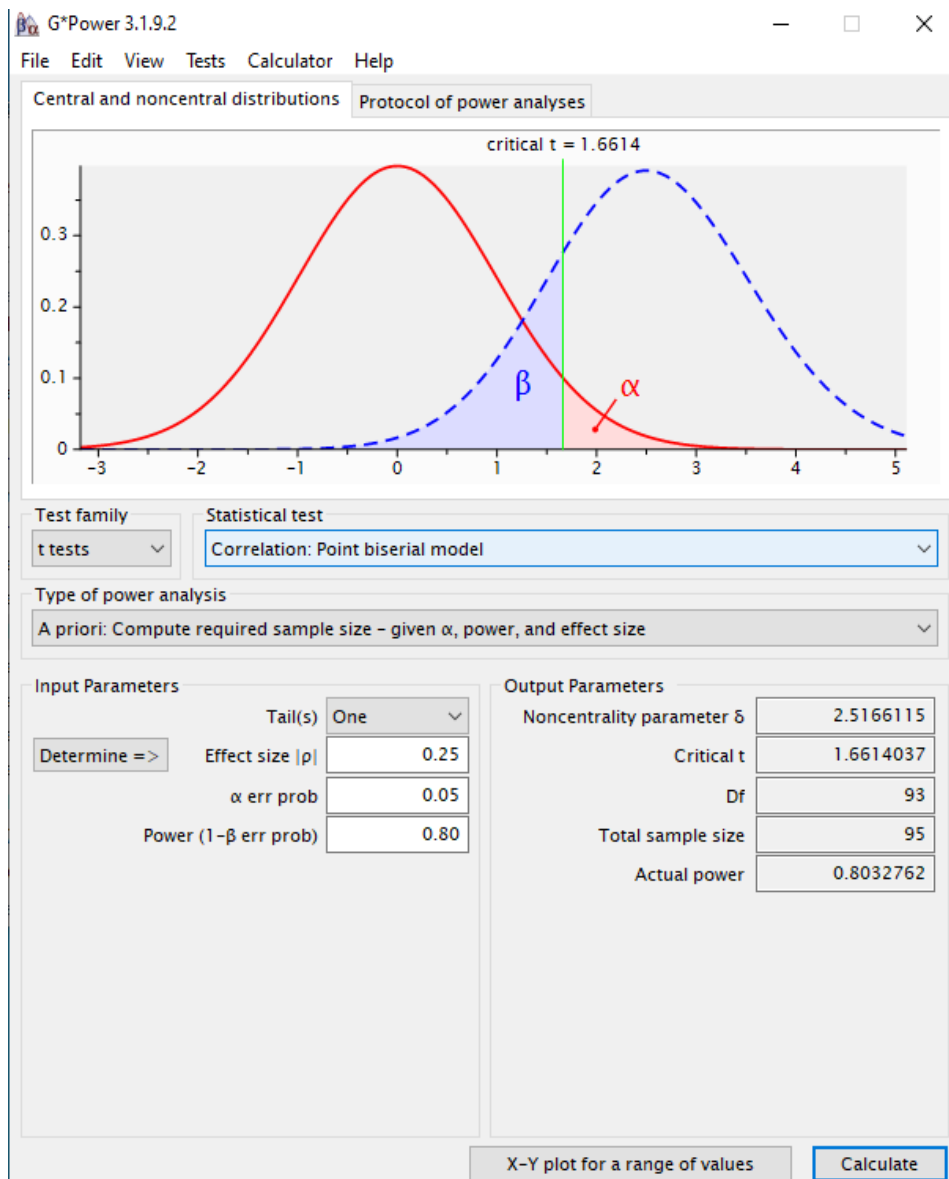 βα G*Power 3.1.9.2
File Edit View Tests Calculator Help
Central and noncentral distributions Protocol of power analyses
critical t = 1.6614
0.3
0.2
0.1
0
β
α
-3 -2 -1 0 1 2 3 4 5
Test family
t tests
Statistical test
Correlation: Point biserial model
Type of power analysis
A priori: Compute required sample size – given α, power, and effect size
Input Parameters
Tail(s) One
Determine => Effect size |ρ| 0.25
α err prob 0.05
Power (1-β err prob) 0.80
Output Parameters
Noncentrality parameter δ 2.5166115
Critical t 1.6614037
Df 93
Total sample size 95
Actual power 0.8032762
X-Y plot for a range of values Calculate